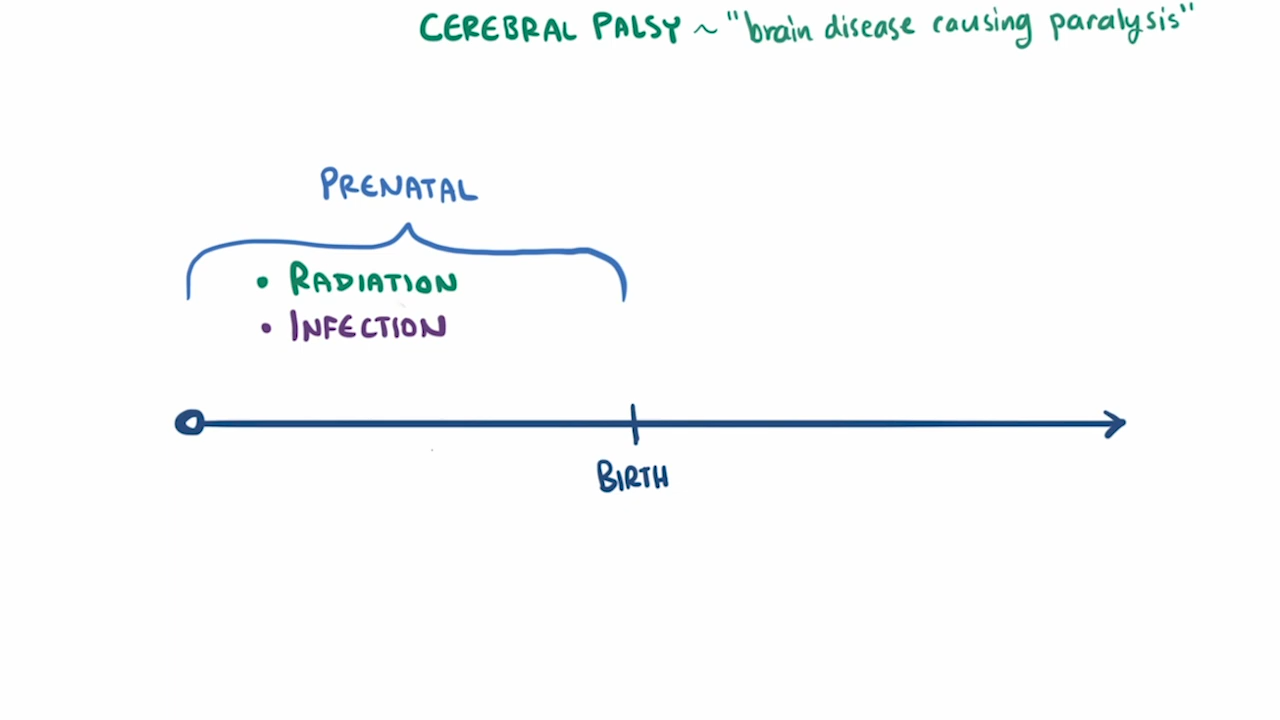 CEREBRAL PALSY ~ "brain disease causing paralysis"
PRENATAL
• RADIATION
• INFECTION
BIRTH